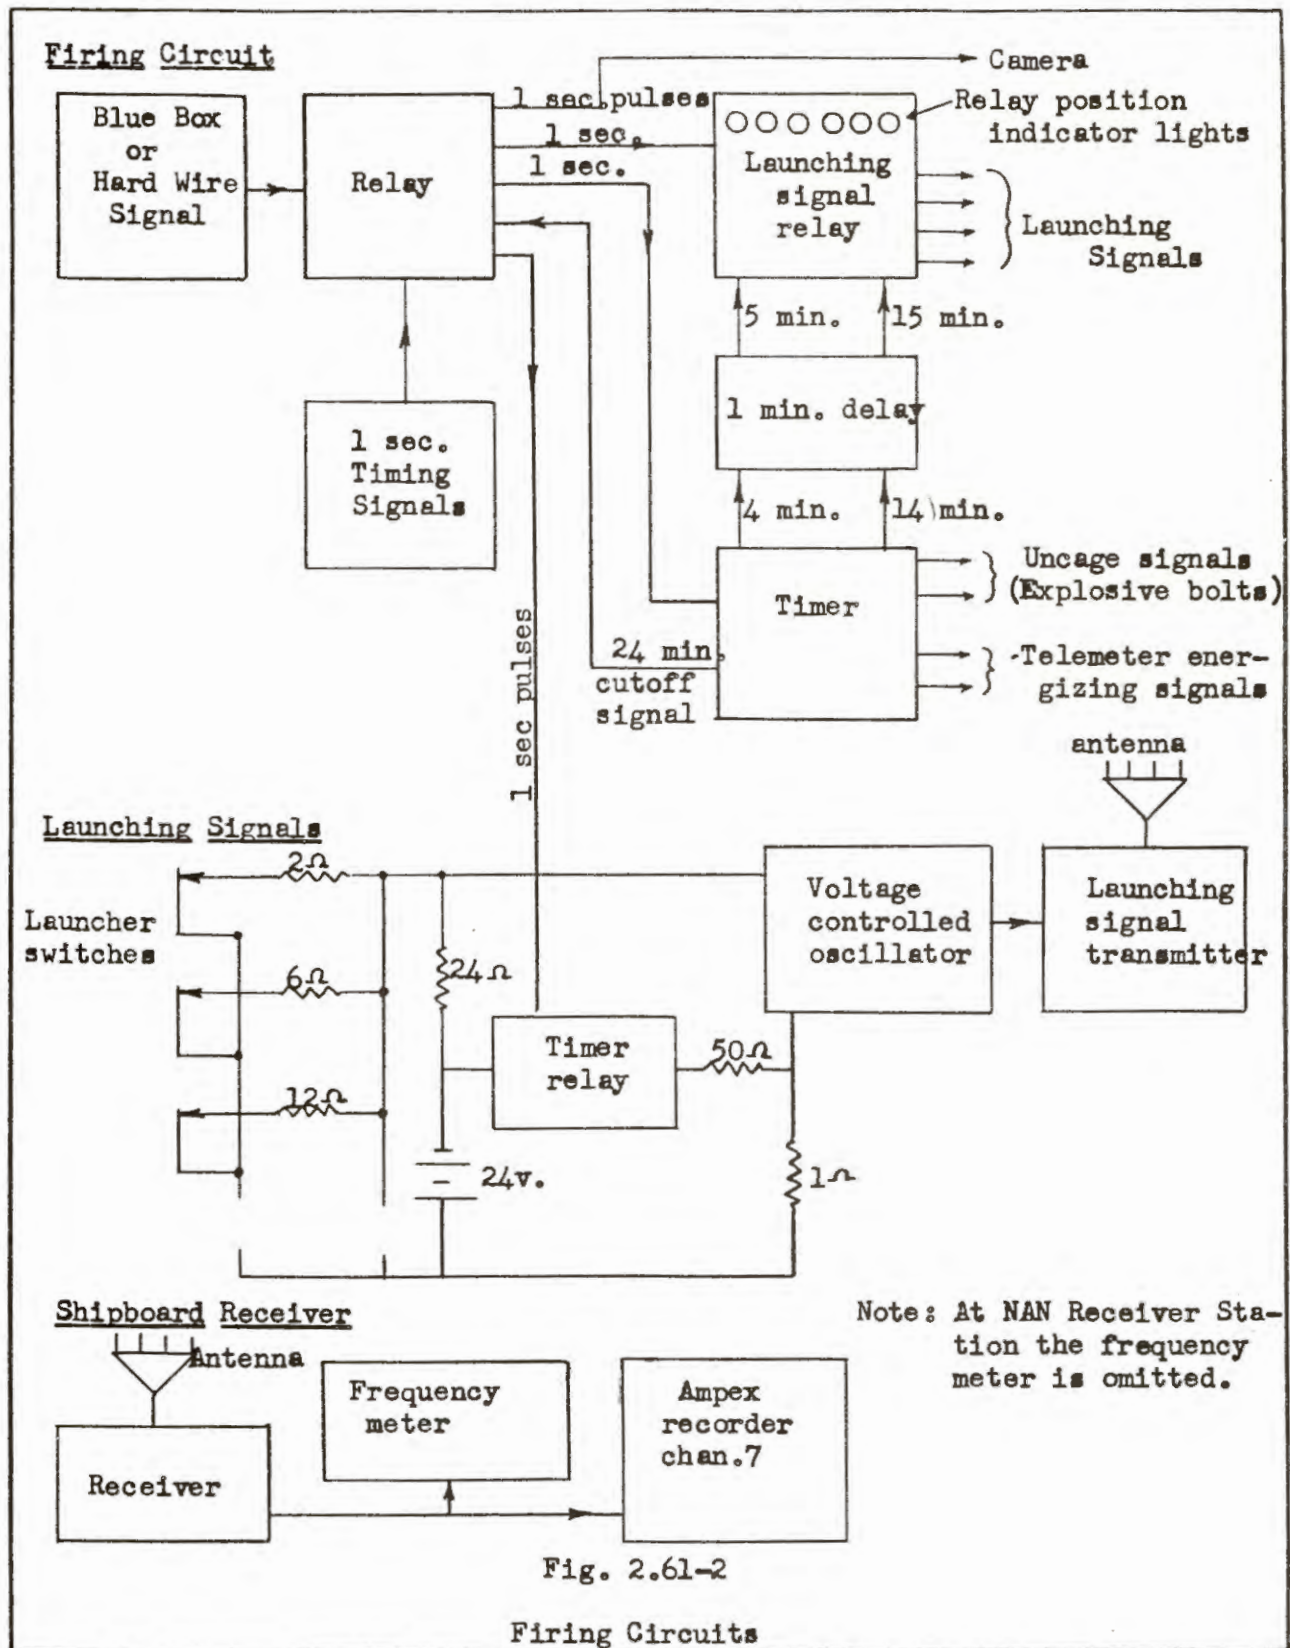 Firing Circuit
Blue Box
or
Hard Wire
Signal
Relay
1 sec. pulses
1 sec.
1 sec.
Camera
Relay position
indicator lights
Launching
signal
relay
Launching
Signals
5 min.
15 min.
1 min. delay
1 sec.
Timing
Signals
4 min.
14 min.
Timer
Uncage signals
(Explosive bolts)
24 min.
cutoff
signal
Telemeter ener-
gizing signals
1 sec pulses
antenna
Launching Signals
2Ω
Launcher
switches
6Ω
12Ω
24Ω
Timer
relay
50Ω
24v.
1Ω
Voltage
controlled
oscillator
Launching
signal
transmitter
Shipboard Receiver
Antenna
Receiver
Frequency
meter
Ampex
recorder
chan.7
Note: At NAN Receiver Sta-
tion the frequency
meter is omitted.
Fig. 2.61-2
Firing Circuits